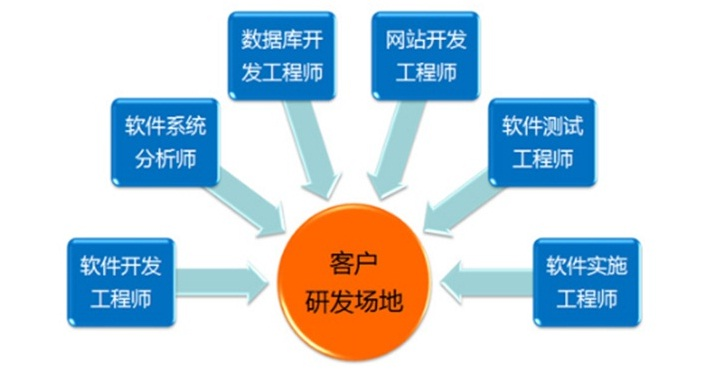 数据库开
发工程师
网站开发
工程师
软件系统
分析师
软件测试
工程师
软件开发
工程师
客户
研发场地
软件实施
工程师